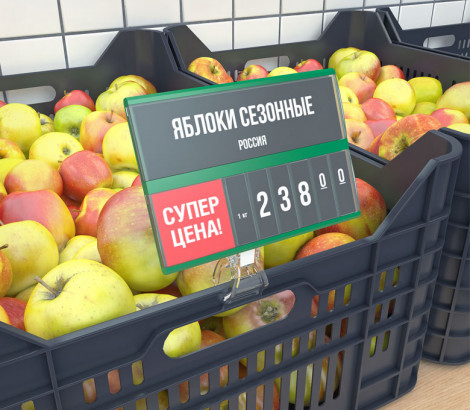 ЯБЛОКИ СЕЗОННЫЕ
РОССИЯ
СУПЕР
ЦЕНА!
1 кг
238 00